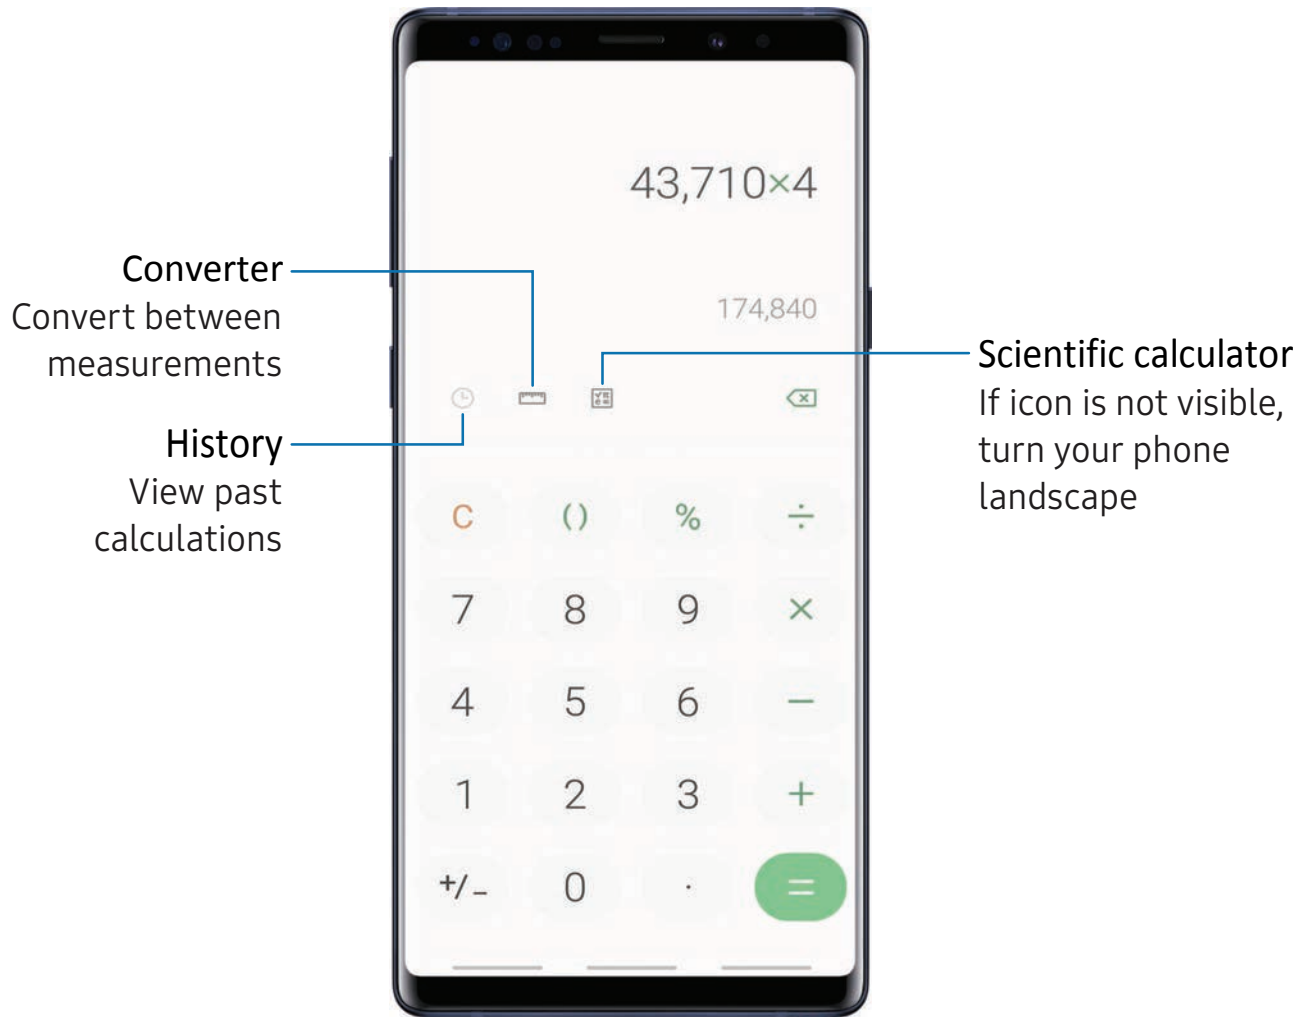 43,710×4
174,840
Converter
Convert between
measurements
History
View past
calculations
Scientific calculator
If icon is not visible,
turn your phone
landscape
C () % ÷
7 8 9 ×
4 5 6 −
1 2 3 +
+/− 0 . =